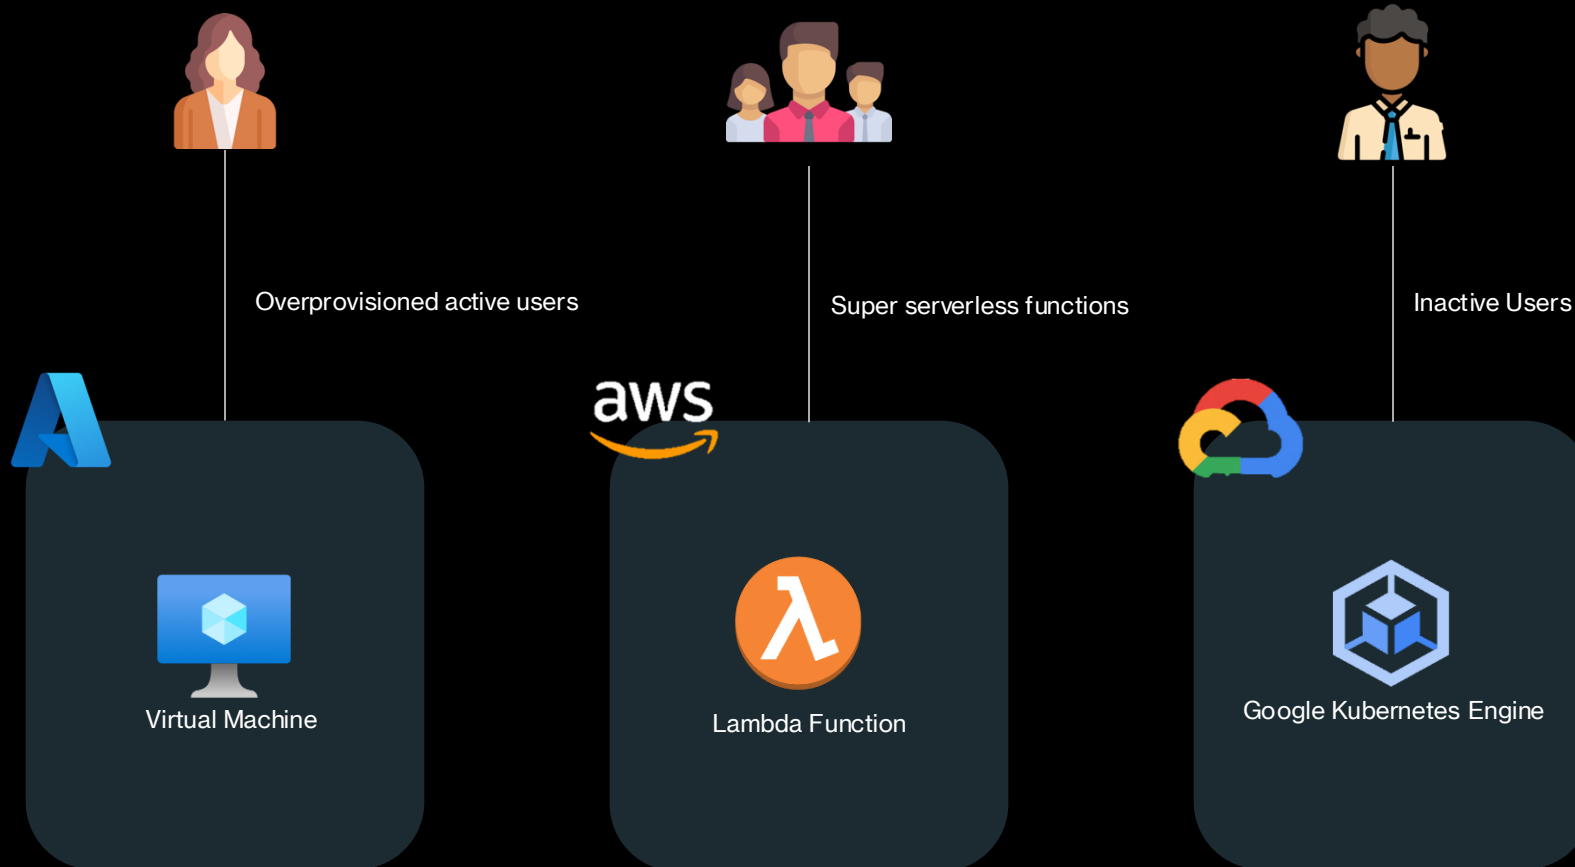 Overprovisioned active users
Super serverless functions
Inactive Users
aws
Virtual Machine
Lambda Function
Google Kubernetes Engine